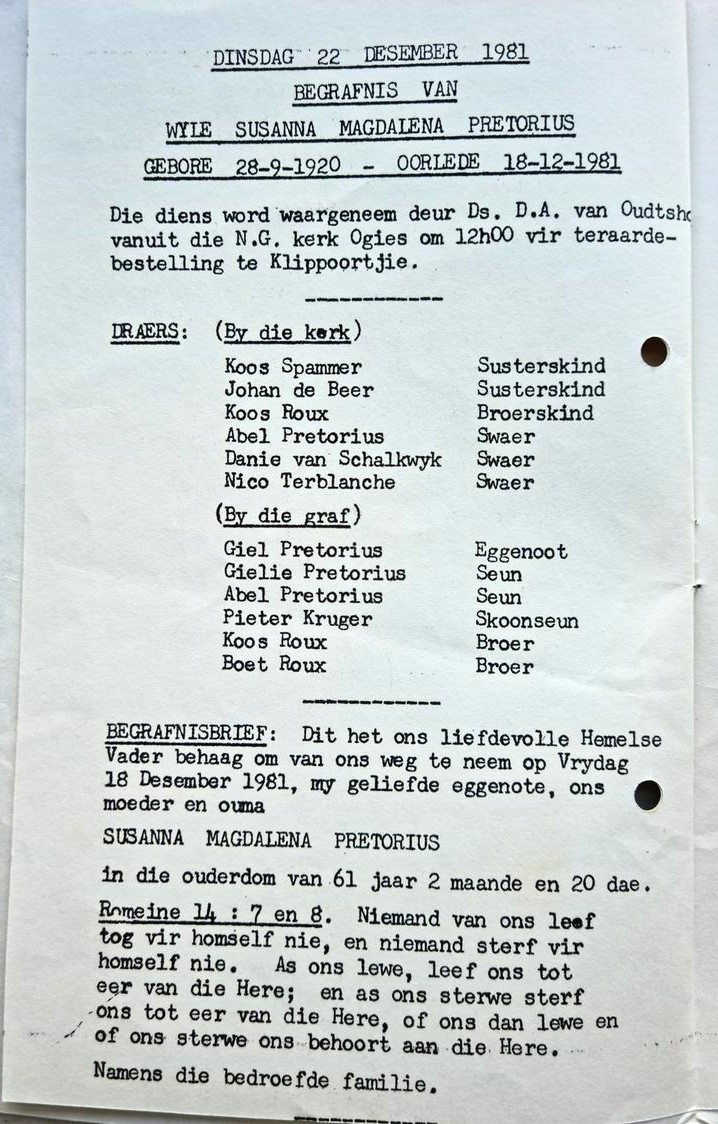 DINSDAG 22 DESEMBER 1981
BEGRAFNIS VAN
WYLE SUSANNA MAGDALENA PRETORIUS
GEBORE 28-9-1920 - OORLEDE 18-12-1981
Die diens word waargeneem deur Ds. D.A. van Oudtsho
vanuit die N.G. kerk Ogies om 12h00 vir teraarde-
bestelling te Klippoortjie.
DRAERS: (By die kerk)
Koos Spammer Susterskind
Johan de Beer Susterskind
Koos Roux Broerskind
Abel Pretorius Swaer
Danie van Schalkwyk Swaer
Nico Terblanche Swaer
(By die graf)
Giel Pretorius Eggenoot
Gielie Pretorius Seun
Abel Pretorius Seun
Pieter Kruger Skoonseun
Koos Roux Broer
Boet Roux Broer
BEGRAFNISBRIEF: Dit het ons liefdevolle Hemelse
Vader behaag om van ons weg te neem op Vrydag
18 Desember 1981, my geliefde eggenote, ons
moeder en ouma
SUSANNA MAGDALENA PRETORIUS
in die ouderdom van 61 jaar 2 maande en 20 dae.
Romeine 14 : 7 en 8. Niemand van ons leef
tog vir homself nie, en niemand sterf vir
homself nie. As ons lewe, leef ons tot
eer van die Here; en as ons sterwe sterf
ons tot eer van die Here, of ons dan lewe en
of ons sterwe ons behoort aan die Here.
Namens die bedroefde familie.